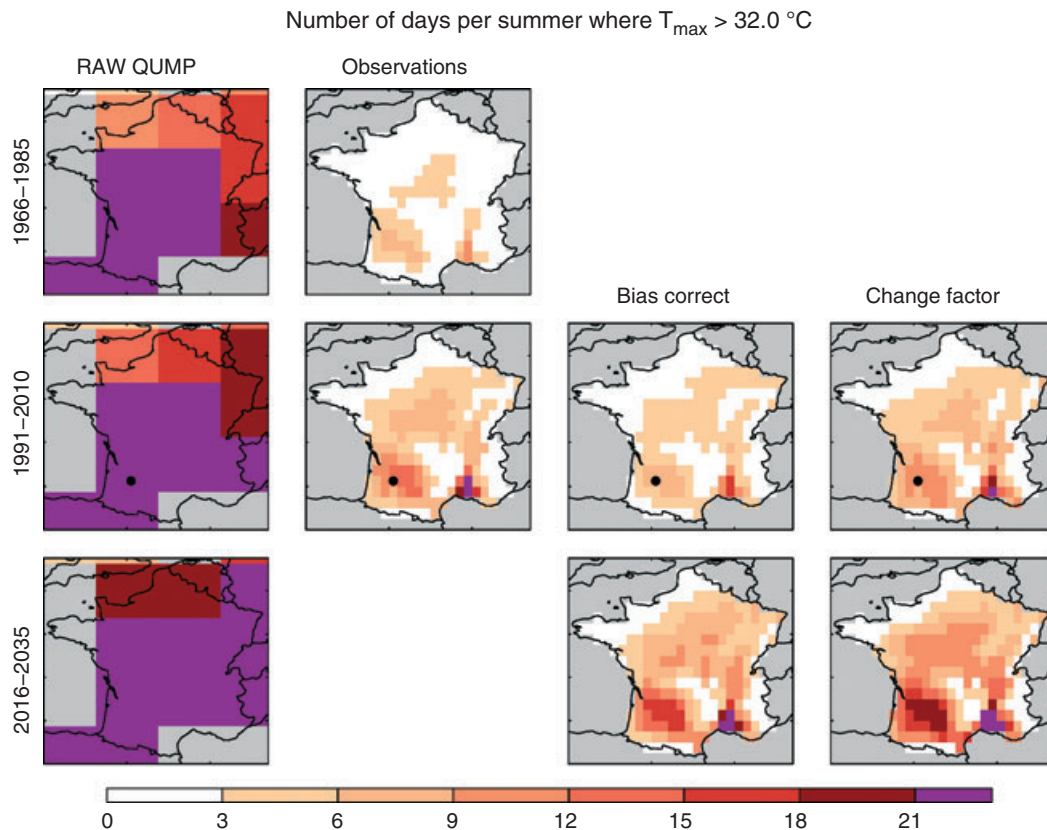 Number of days per summer where Tmax > 32.0 °C
RAW QUMP
Observations
1966–1985
Bias correct
Change factor
1991–2010
2016–2035
0 3 6 9 12 15 18 21